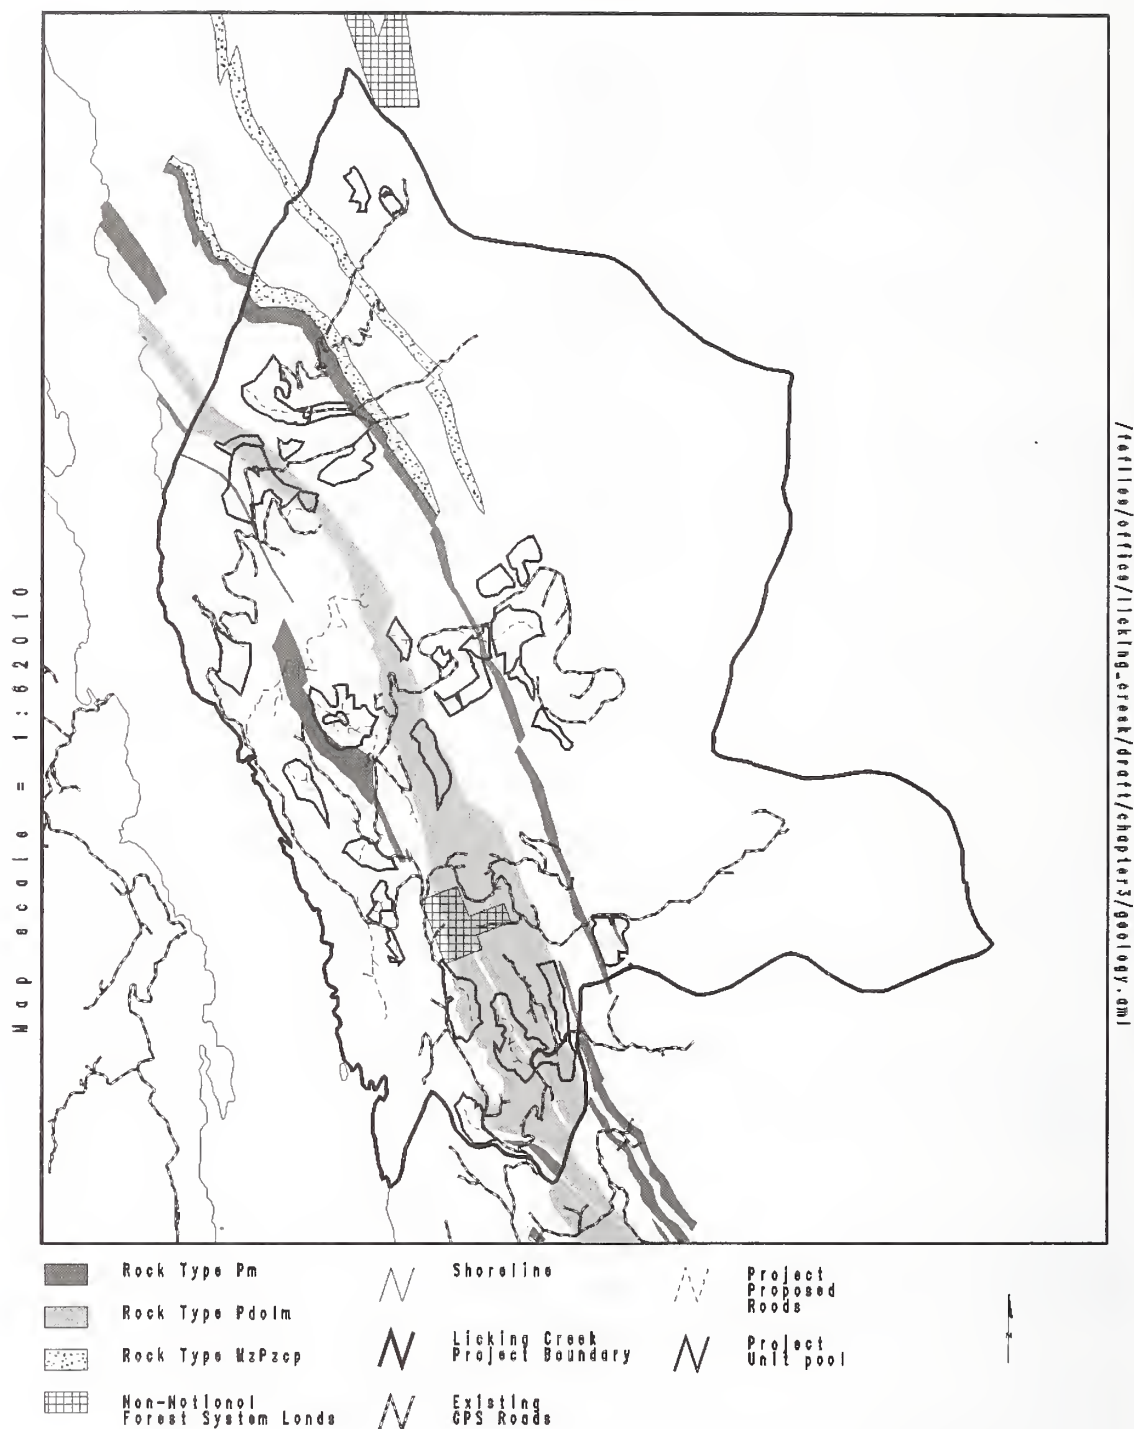 Map scale = 1:62010
/fsfiles/office/licking_creek/draft/chapter3/geology.aml
Rock Type Pm
Rock Type Pdolm
Rock Type MzPzcp
Non-National
Forest System Lands
Shoreline
Licking Creek
Project Boundary
Existing
GPS Roads
Project
Proposed
Roads
Project
Unit pool
N